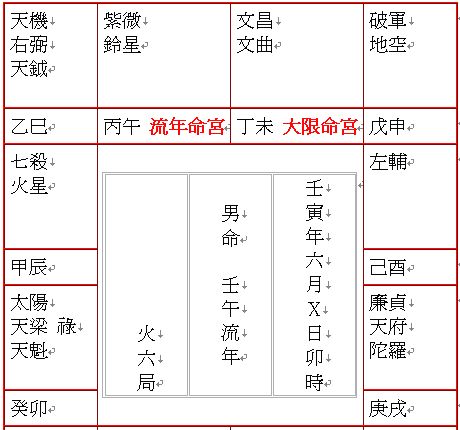 天機
右弼
天鉞
乙巳
紫微
鈴星
丙午 流年命宮
文昌
文曲
丁未 大限命宮
破軍
地空
戊申
七殺
火星
甲辰
壬寅年六月X日卯時
男命 壬午流年
火六局
左輔
己酉
太陽
天梁 祿
天魁
癸卯
廉貞
天府
陀羅
庚戌